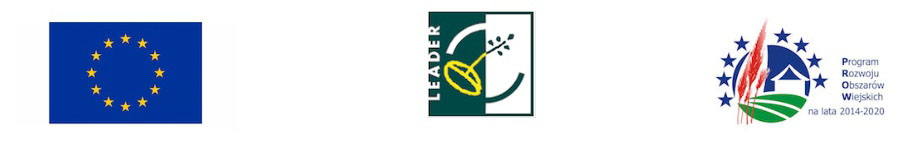 LEADER
Program
Rozwoju
Obszarów
Wiejskich
na lata 2014-2020